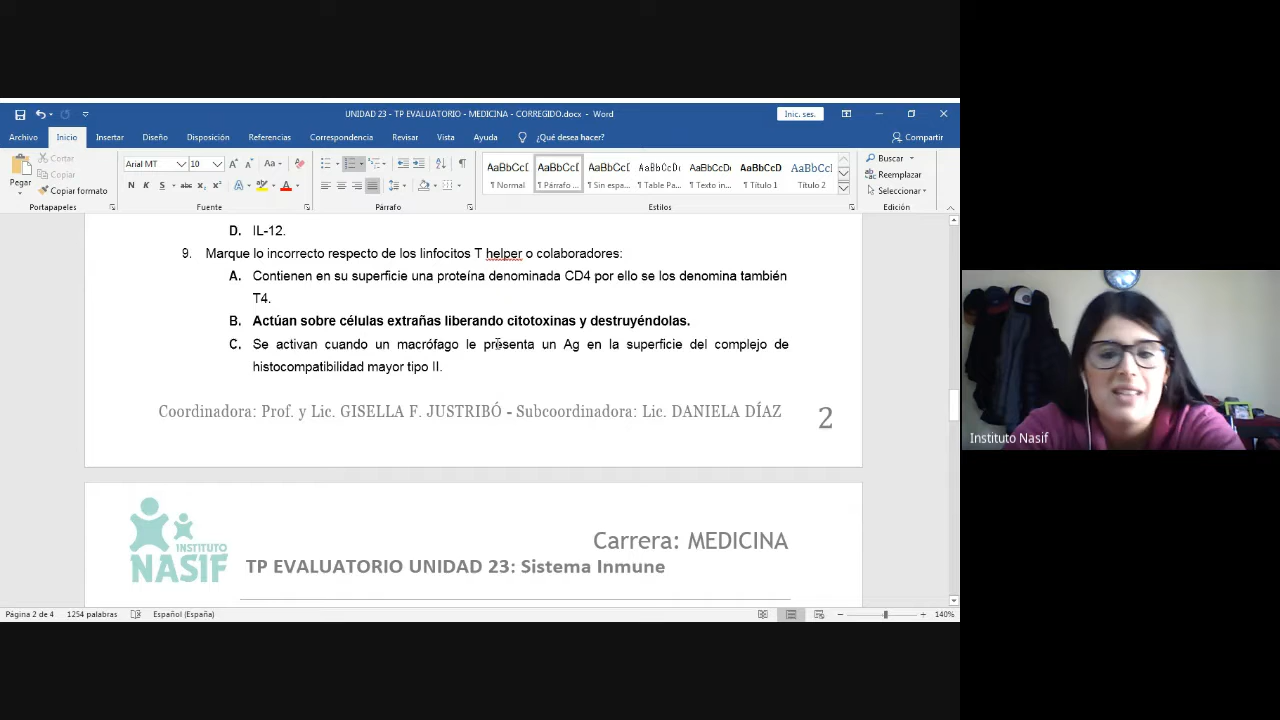 UNIDAD 23 - TP EVALUATORIO - MEDICINA - CORREGIDO.docx - Word
Inic. ses.
Archivo Inicio Insertar Diseño Disposición Referencias Correspondencia Revisar Vista Ayuda ¿Qué desea hacer? Compartir
Pegar
Cortar
Copiar
Copiar formato
Portapapeles
Arial MT 10
Fuente
Párrafo
AaBbCcD AaBbCcD AaBbCcD AaBbCcDc AaBbCcDc AaBbCcD AaBbCcD
¶ Normal ¶ Párrafo ... ¶ Sin espa... ¶ Table Pa... ¶ Texto in... ¶ Título 1 Título 2
Estilos
Buscar
Reemplazar
Seleccionar
Edición
D. IL-12.
9. Marque lo incorrecto respecto de los linfocitos T helper o colaboradores:
A. Contienen en su superficie una proteína denominada CD4 por ello se los denomina también
T4.
B. Actúan sobre células extrañas liberando citotoxinas y destruyéndolas.
C. Se activan cuando un macrófago le presenta un Ag en la superficie del complejo de
histocompatibilidad mayor tipo II.
Coordinadora: Prof. y Lic. GISELLA F. JUSTRIBÓ - Subcoordinadora: Lic. DANIELA DÍAZ 2
INSTITUTO
NASIF
Carrera: MEDICINA
TP EVALUATORIO UNIDAD 23: Sistema Inmune
Página 2 de 4 1254 palabras Español (España) 140%
Instituto Nasif